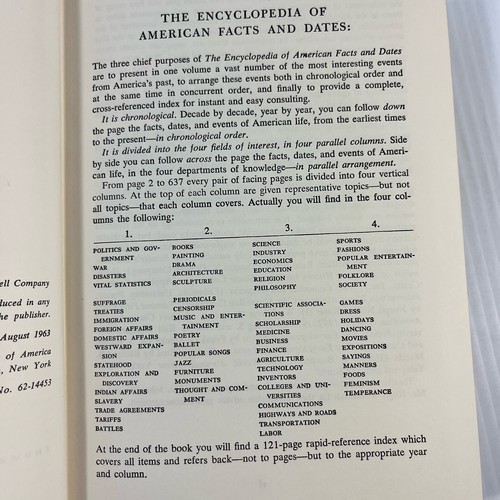 THE ENCYCLOPEDIA OF
AMERICAN FACTS AND DATES:
The three chief purposes of The Encyclopedia of American Facts and Dates
are to present in one volume a vast number of the most interesting events
from America's past, to arrange these events both in chronological order and
at the same time in concurrent order, and finally to provide a complete,
cross-referenced index for instant and easy consulting.
It is chronological. Decade by decade, year by year, you can follow down
the page the facts, dates, and events of American life, from the earliest times
to the present—in chronological order.
It is divided into the four fields of interest, in four parallel columns. Side
by side you can follow across the page the facts, dates, and events of Ameri-
can life, in the four departments of knowledge—in parallel arrangement.
From page 2 to 637 every pair of facing pages is divided into four vertical
columns. At the top of each column are given representative topics—but not
all topics—that each column covers. Actually you will find in the four col-
umns the following:
1.
POLITICS AND GOV-
ERNMENT
WAR
DISASTERS
VITAL STATISTICS
SUFFRAGE
TREATIES
IMMIGRATION
FOREIGN AFFAIRS
DOMESTIC AFFAIRS
WESTWARD EXPAN-
SION
STATEHOOD
EXPLORATION AND
DISCOVERY
INDIAN AFFAIRS
SLAVERY
TRADE AGREEMENTS
TARIFFS
BATTLES
2.
BOOKS
PAINTING
DRAMA
ARCHITECTURE
SCULPTURE
PERIODICALS
CENSORSHIP
MUSIC AND ENTER-
TAINMENT
POETRY
BALLET
POPULAR SONGS
JAZZ
FURNITURE
MONUMENTS
THOUGHT AND COM-
MENT
3.
SCIENCE
INDUSTRY
ECONOMICS
EDUCATION
RELIGION
PHILOSOPHY
SCIENTIFIC ASSOCIA-
TIONS
SCHOLARSHIP
MEDICINE
BUSINESS
FINANCE
AGRICULTURE
TECHNOLOGY
INVENTORS
COLLEGES AND UNI-
VERSITIES
COMMUNICATIONS
HIGHWAYS AND ROADS
TRANSPORTATION
LABOR
4.
SPORTS
FASHIONS
POPULAR ENTERTAIN-
MENT
FOLKLORE
SOCIETY
GAMES
DRESS
HOLIDAYS
DANCING
MOVIES
EXPOSITIONS
SAYINGS
MANNERS
FOODS
FEMINISM
TEMPERANCE
At the end of the book you will find a 121-page rapid-reference index which
covers all items and refers back—not to pages—but to the appropriate year
and column.
ell Company
duced in any
he publisher.
August 1963
of America
, New York
No. 62-14453